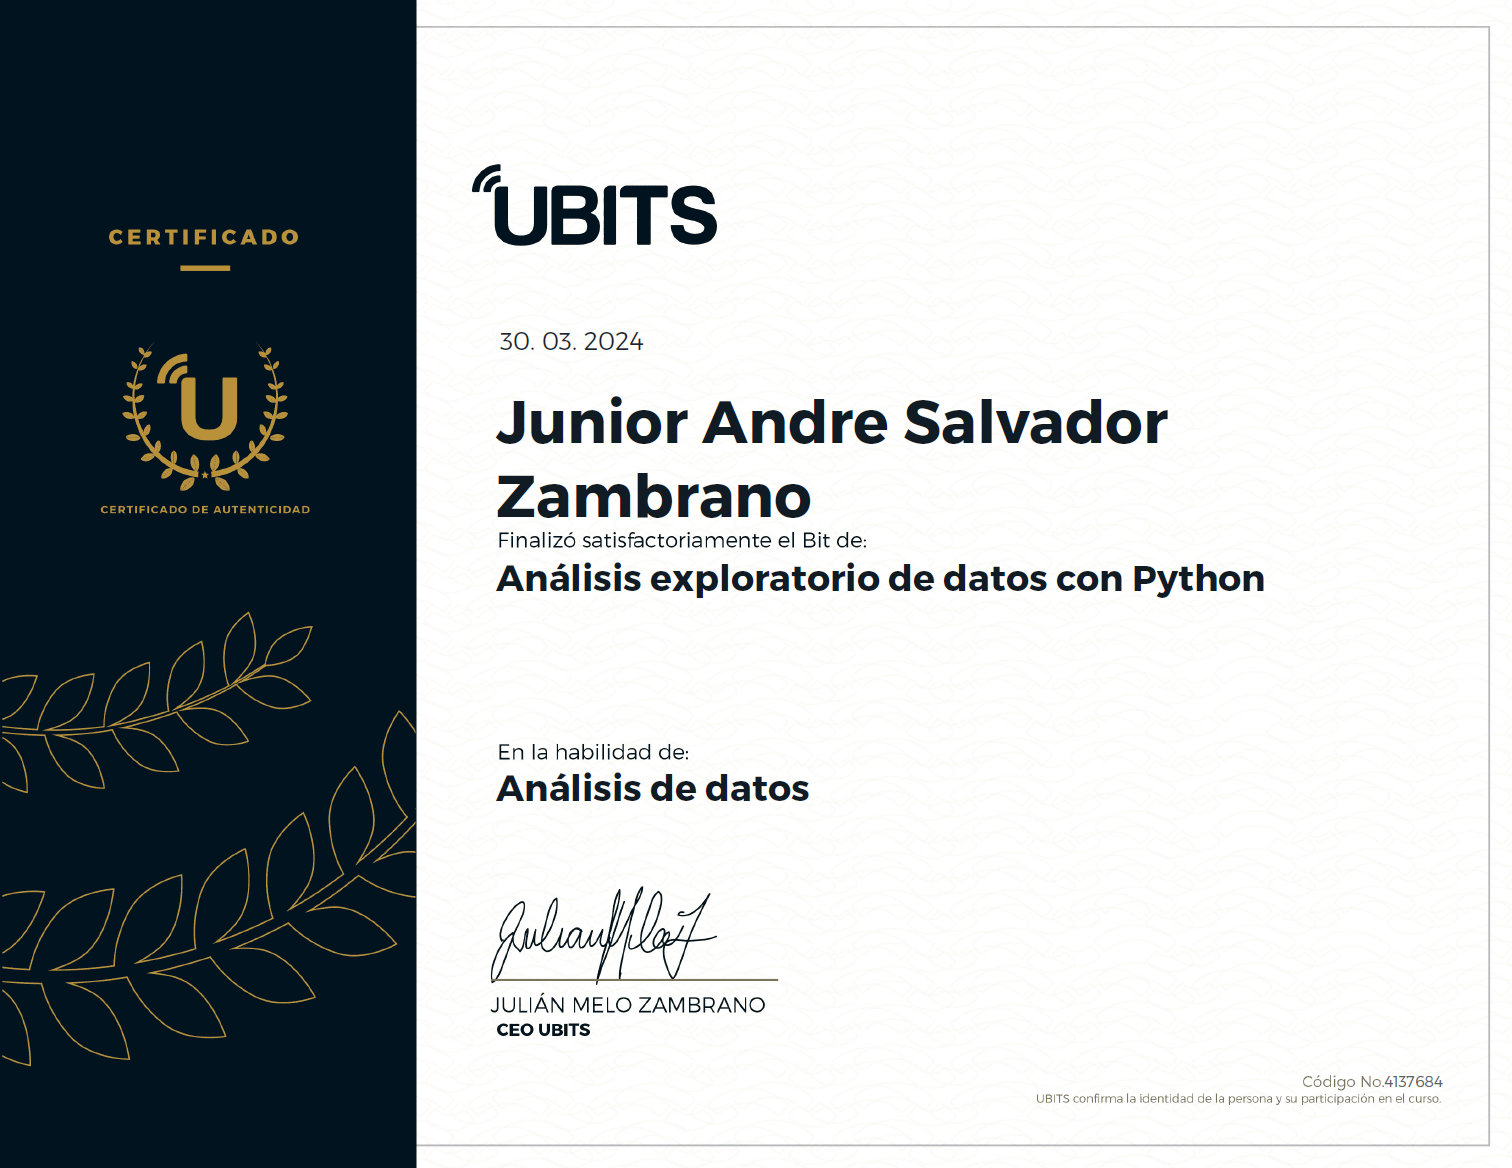 CERTIFICADO
U
CERTIFICADO DE AUTENTICIDAD
UBITS
30. 03. 2024
Junior Andre Salvador
Zambrano
Finalizó satisfactoriamente el Bit de:
Análisis exploratorio de datos con Python
En la habilidad de:
Análisis de datos
JULIÁN MELO ZAMBRANO
CEO UBITS
Código No.4137684
UBITS confirma la identidad de la persona y su participación en el curso.